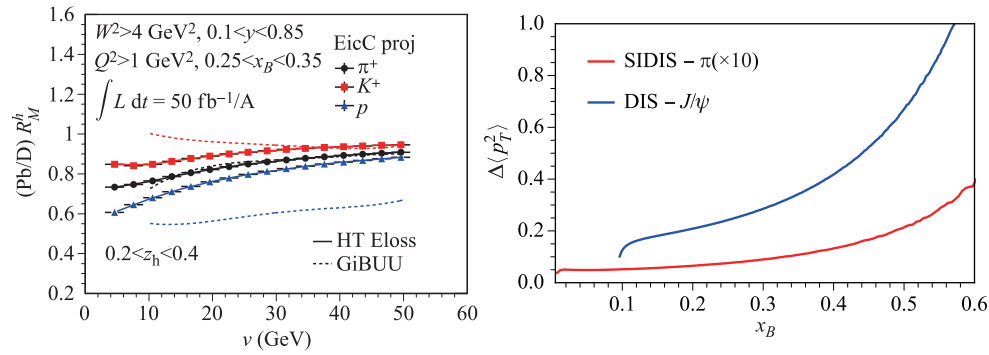 1.6
1.4
1.2
1
0.8
0.6
0.4
0.2
(Pb/D) R_M^h
W²>4 GeV², 0.1<y<0.85
Q²>1 GeV², 0.25<x_B<0.35
∫ L dt = 50 fb⁻¹/A
EicC proj
π⁺
K⁺
p
0.2<z_h<0.4
HT Eloss
GiBUU
0 10 20 30 40 50 60
ν (GeV)
1.0
0.8
0.6
0.4
0.2
0.0
Δ⟨p_T²⟩
SIDIS – π(×10)
DIS – J/ψ
0.1 0.2 0.3 0.4 0.5 0.6
x_B